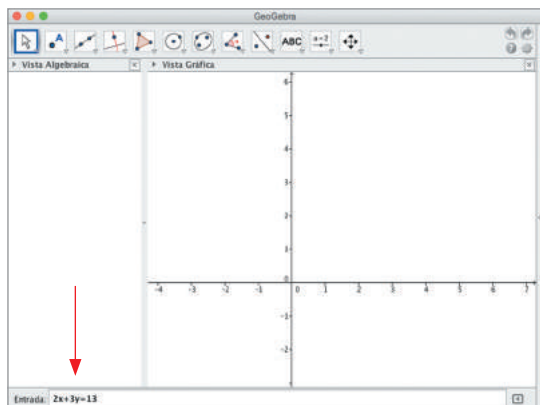 GeoGebra
A
ABC
a=2
Vista Algebraica
Vista Gráfica
6
5
4
3
2
1
0
-4 -3 -2 -1 0 1 2 3 4 5 6 7
-1
-2
Entrada: 2x+3y=13